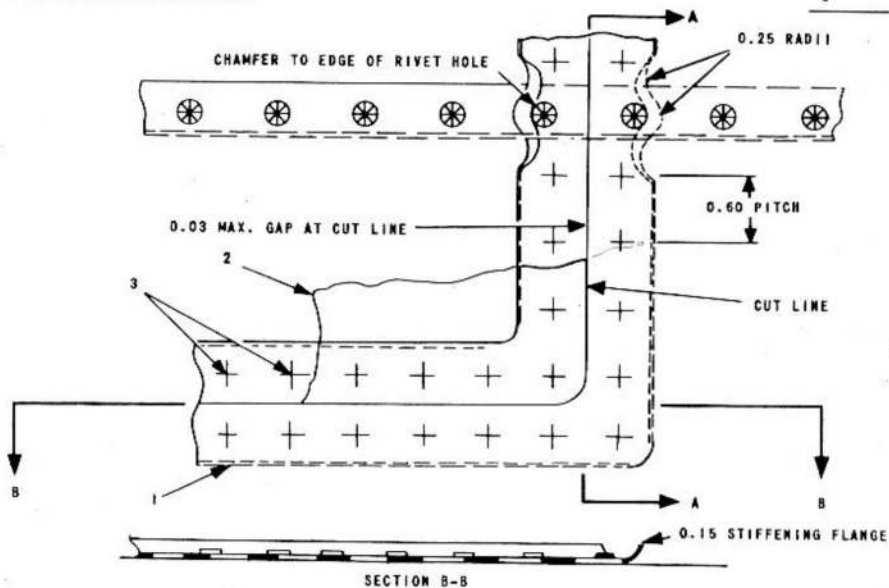 A
0.25 RADII
CHAMFER TO EDGE OF RIVET HOLE
0.60 PITCH
0.03 MAX. GAP AT CUT LINE
2
3
CUT LINE
B
1
A
B
0.15 STIFFENING FLANGE
SECTION B-B